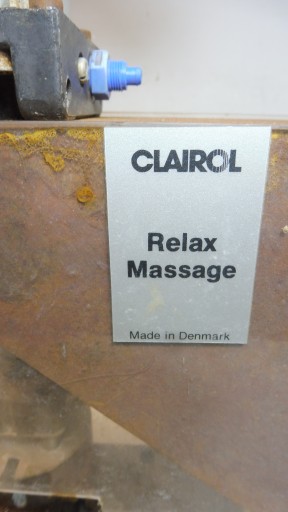 CLAIROL
Relax
Massage
Made in Denmark